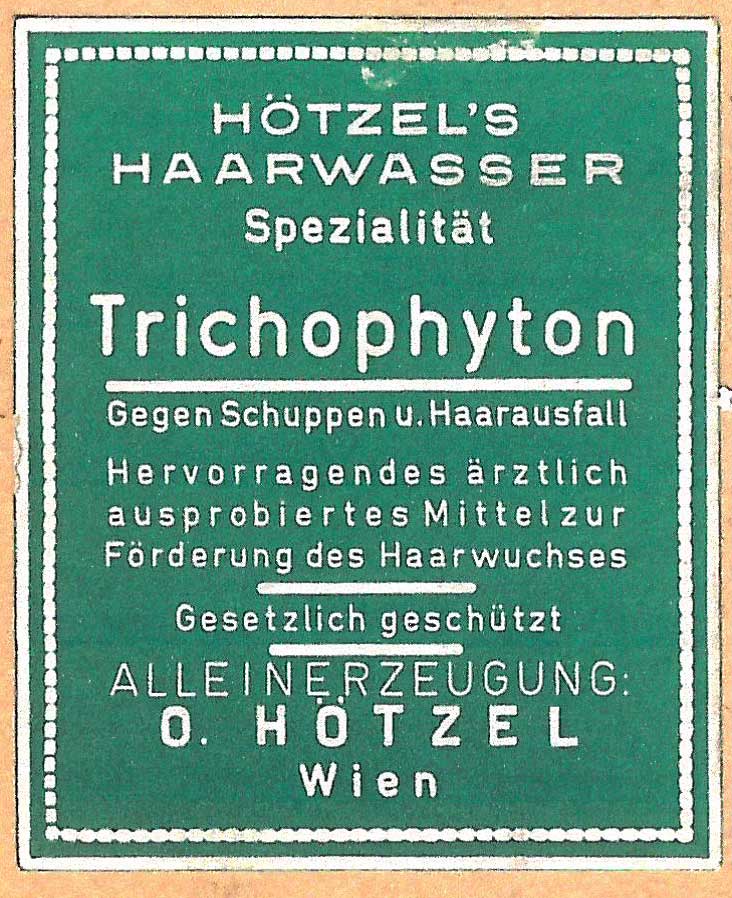 HÖTZEL'S
HAARWASSER
Spezialität
Trichophyton
Gegen Schuppen u. Haarausfall
Hervorragendes ärztlich
ausprobiertes Mittel zur
Förderung des Haarwuchses
Gesetzlich geschützt
ALLEINERZEUGUNG:
O. HÖTZEL
Wien